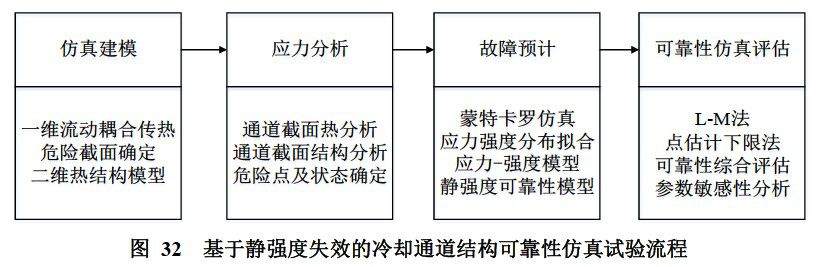 仿真建模
一维流动耦合传热
危险截面确定
二维热结构模型
应力分析
通道截面热分析
通道截面结构分析
危险点及状态确定
故障预计
蒙特卡罗仿真
应力强度分布拟合
应力-强度模型
静强度可靠性模型
可靠性仿真评估
L-M法
点估计下限法
可靠性综合评估
参数敏感性分析
图 32 基于静强度失效的冷却通道结构可靠性仿真试验流程